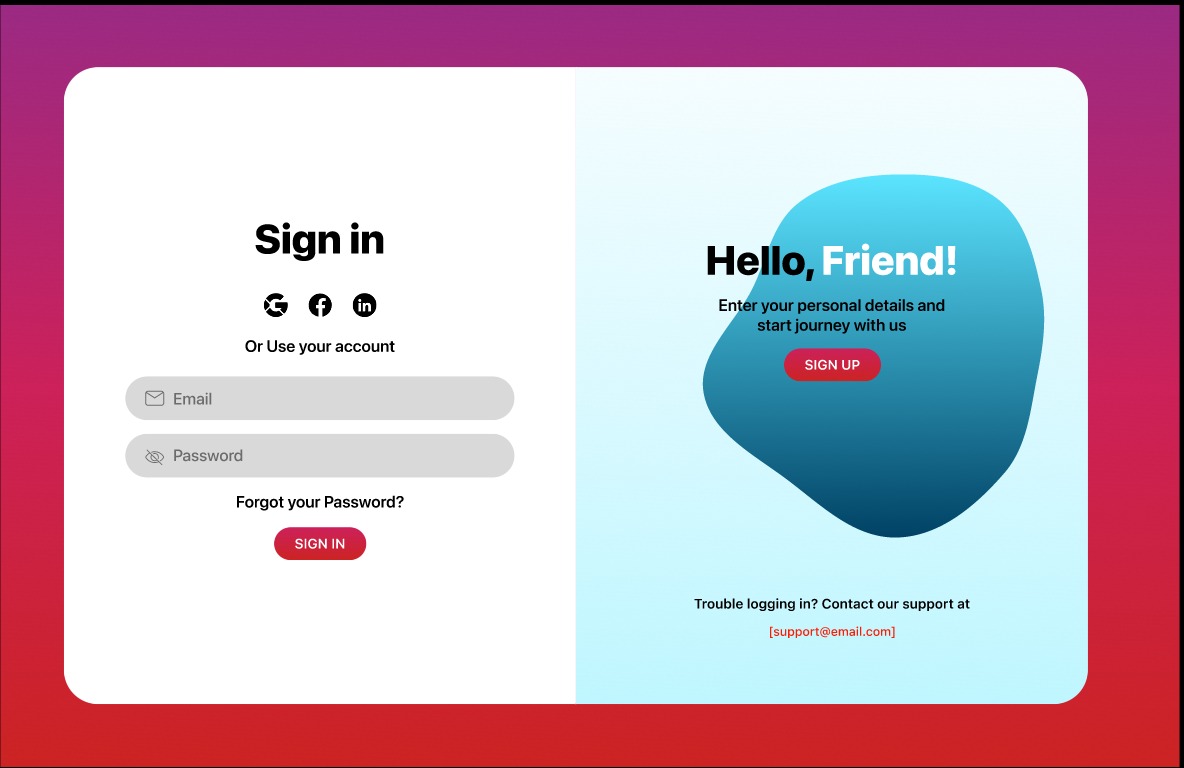 Sign in
Or Use your account
Email
Password
Forgot your Password?
SIGN IN
Hello, Friend!
Enter your personal details and
start journey with us
SIGN UP
Trouble logging in? Contact our support at
[support@email.com]